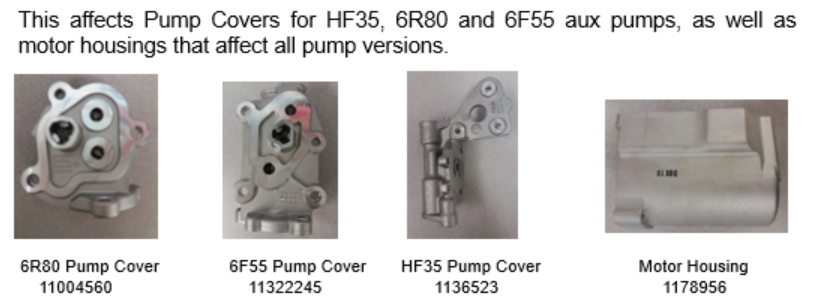 This affects Pump Covers for HF35, 6R80 and 6F55 aux pumps, as well as
motor housings that affect all pump versions.
6R80 Pump Cover
11004560
6F55 Pump Cover
11322245
HF35 Pump Cover
1136523
Motor Housing
1178956